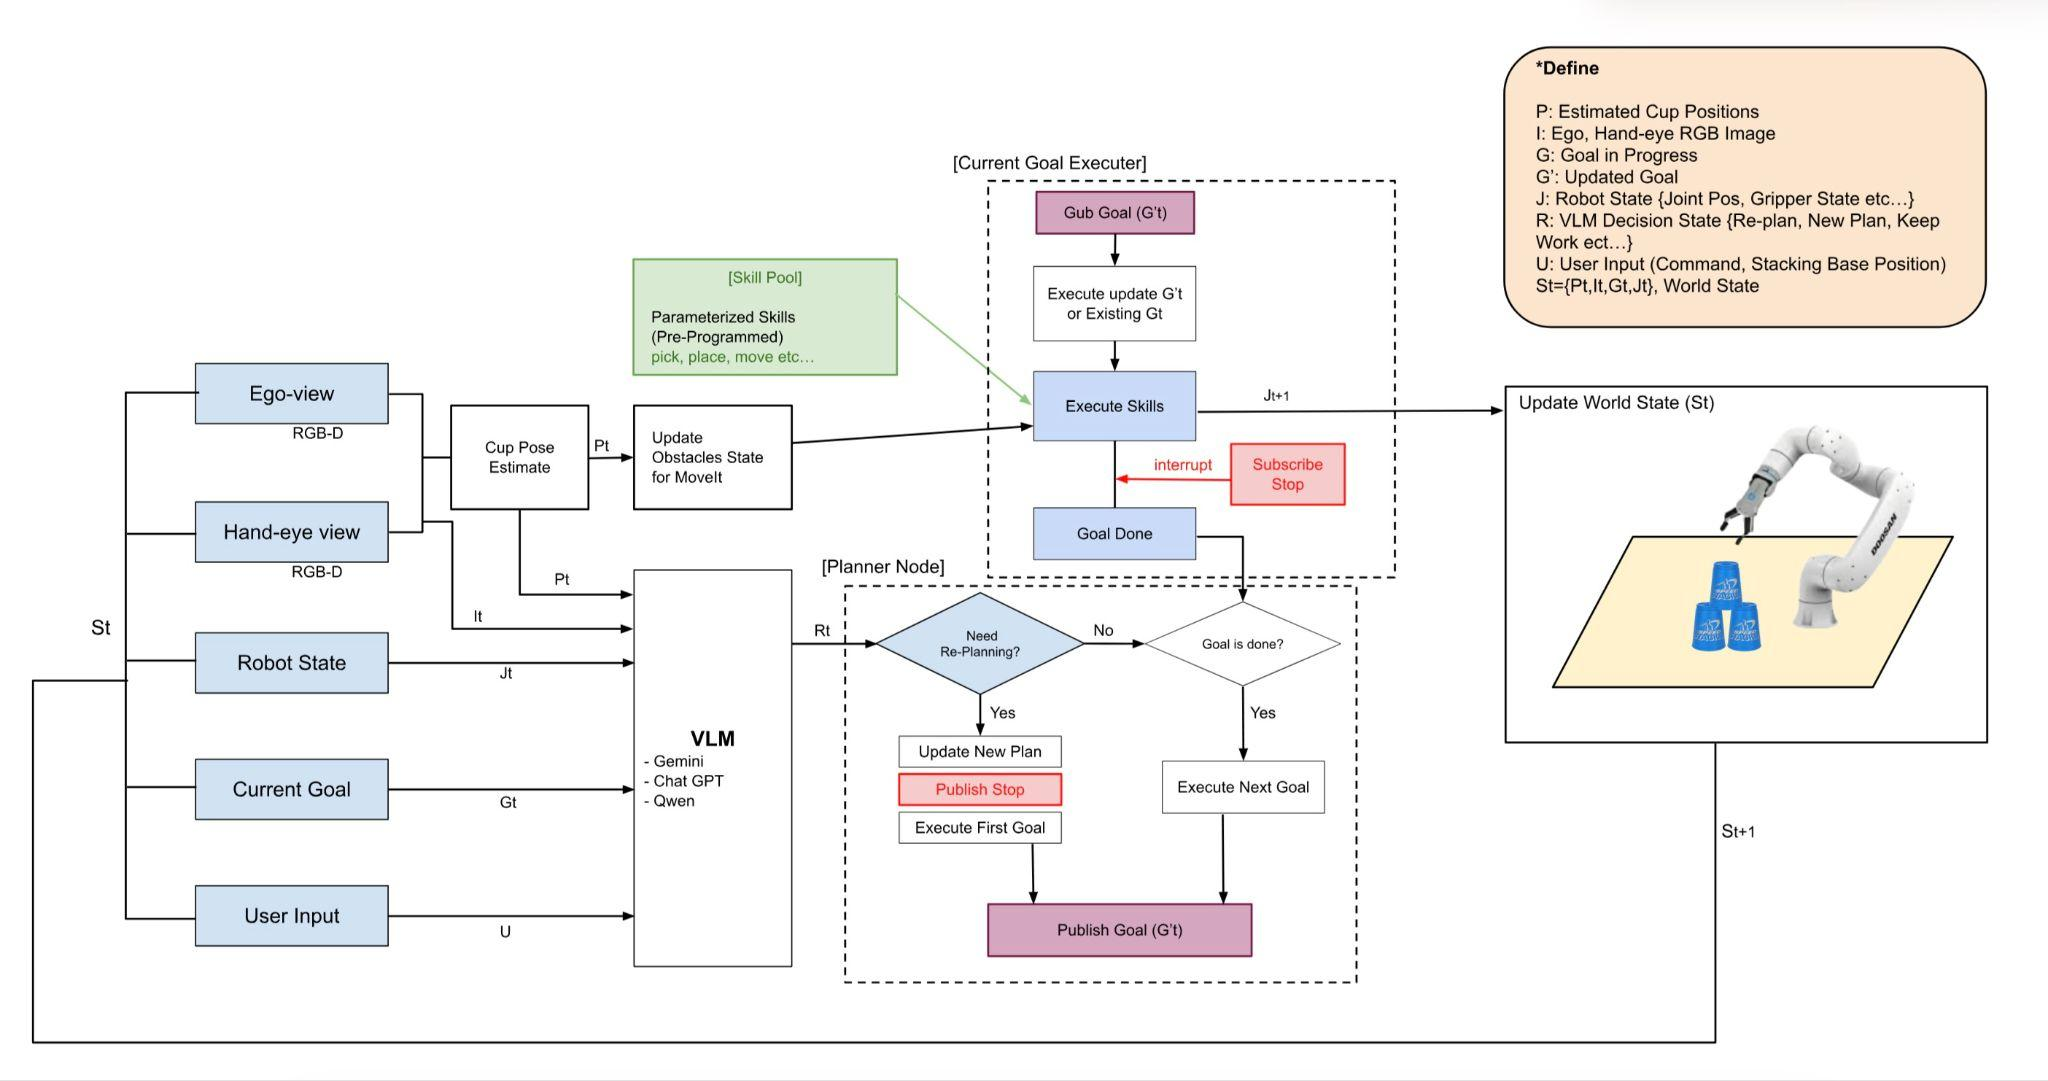 *Define
P: Estimated Cup Positions
I: Ego, Hand-eye RGB Image
G: Goal in Progress
G': Updated Goal
J: Robot State {Joint Pos, Gripper State etc...}
R: VLM Decision State {Re-plan, New Plan, Keep
Work ect...}
U: User Input (Command, Stacking Base Position)
St={Pt,It,Gt,Jt}, World State
[Current Goal Executer]
Gub Goal (G't)
Execute update G't
or Existing Gt
[Skill Pool]
Parameterized Skills
(Pre-Programmed)
pick, place, move etc...
Execute Skills
Jt+1
interrupt
Subscribe
Stop
Goal Done
Ego-view
RGB-D
Hand-eye view
RGB-D
Cup Pose
Estimate
Pt
Update
Obstacles State
for MoveIt
Pt
It
St
Robot State
Jt
Current Goal
Gt
User Input
U
VLM
- Gemini
- Chat GPT
- Qwen
Rt
[Planner Node]
Need
Re-Planning?
No
Goal is done?
Yes
Yes
Update New Plan
Publish Stop
Execute First Goal
Execute Next Goal
Publish Goal (G't)
Update World State (St)
DOOSAN
St+1